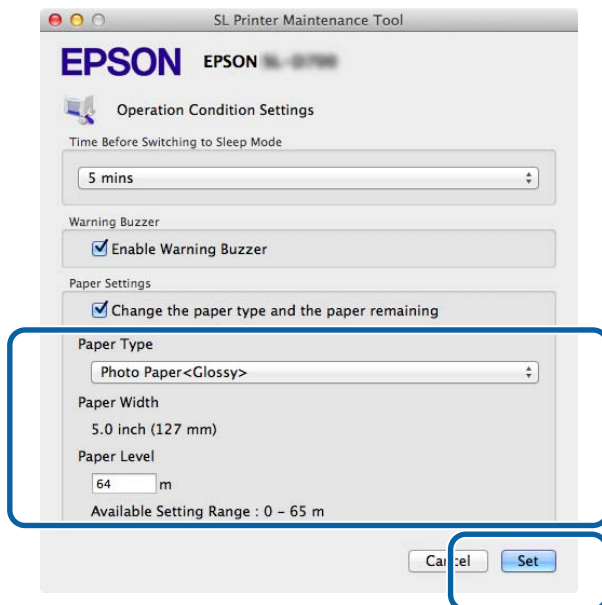 SL Printer Maintenance Tool
EPSON EPSON
Operation Condition Settings
Time Before Switching to Sleep Mode
5 mins
Warning Buzzer
Enable Warning Buzzer
Paper Settings
Change the paper type and the paper remaining
Paper Type
Photo Paper<Glossy>
Paper Width
5.0 inch (127 mm)
Paper Level
64 m
Available Setting Range : 0 – 65 m
Cancel Set